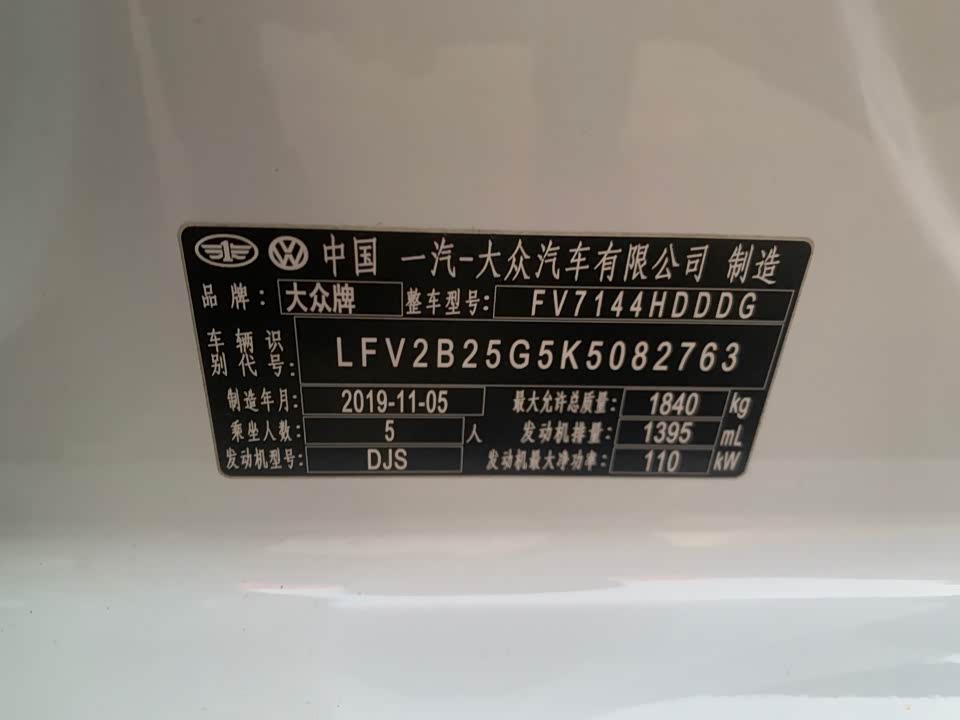 中国 一汽-大众汽车有限公司 制造
品牌: 大众牌 整车型号: FV7144HDDDG
车辆识别代号: LFV2B25G5K5082763
制造年月: 2019-11-05 最大允许总质量: 1840 kg
乘坐人数: 5 人 发动机排量: 1395 mL
发动机型号: DJS 发动机最大净功率: 110 kW